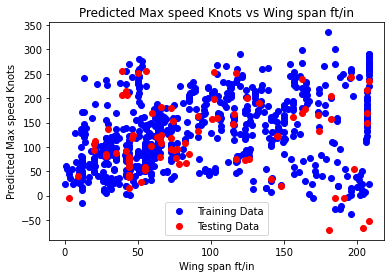 Predicted Max speed Knots vs Wing span ft/in
Predicted Max speed Knots
350
300
250
200
150
100
50
0
−50
Training Data
Testing Data
0
50
100
150
200
Wing span ft/in